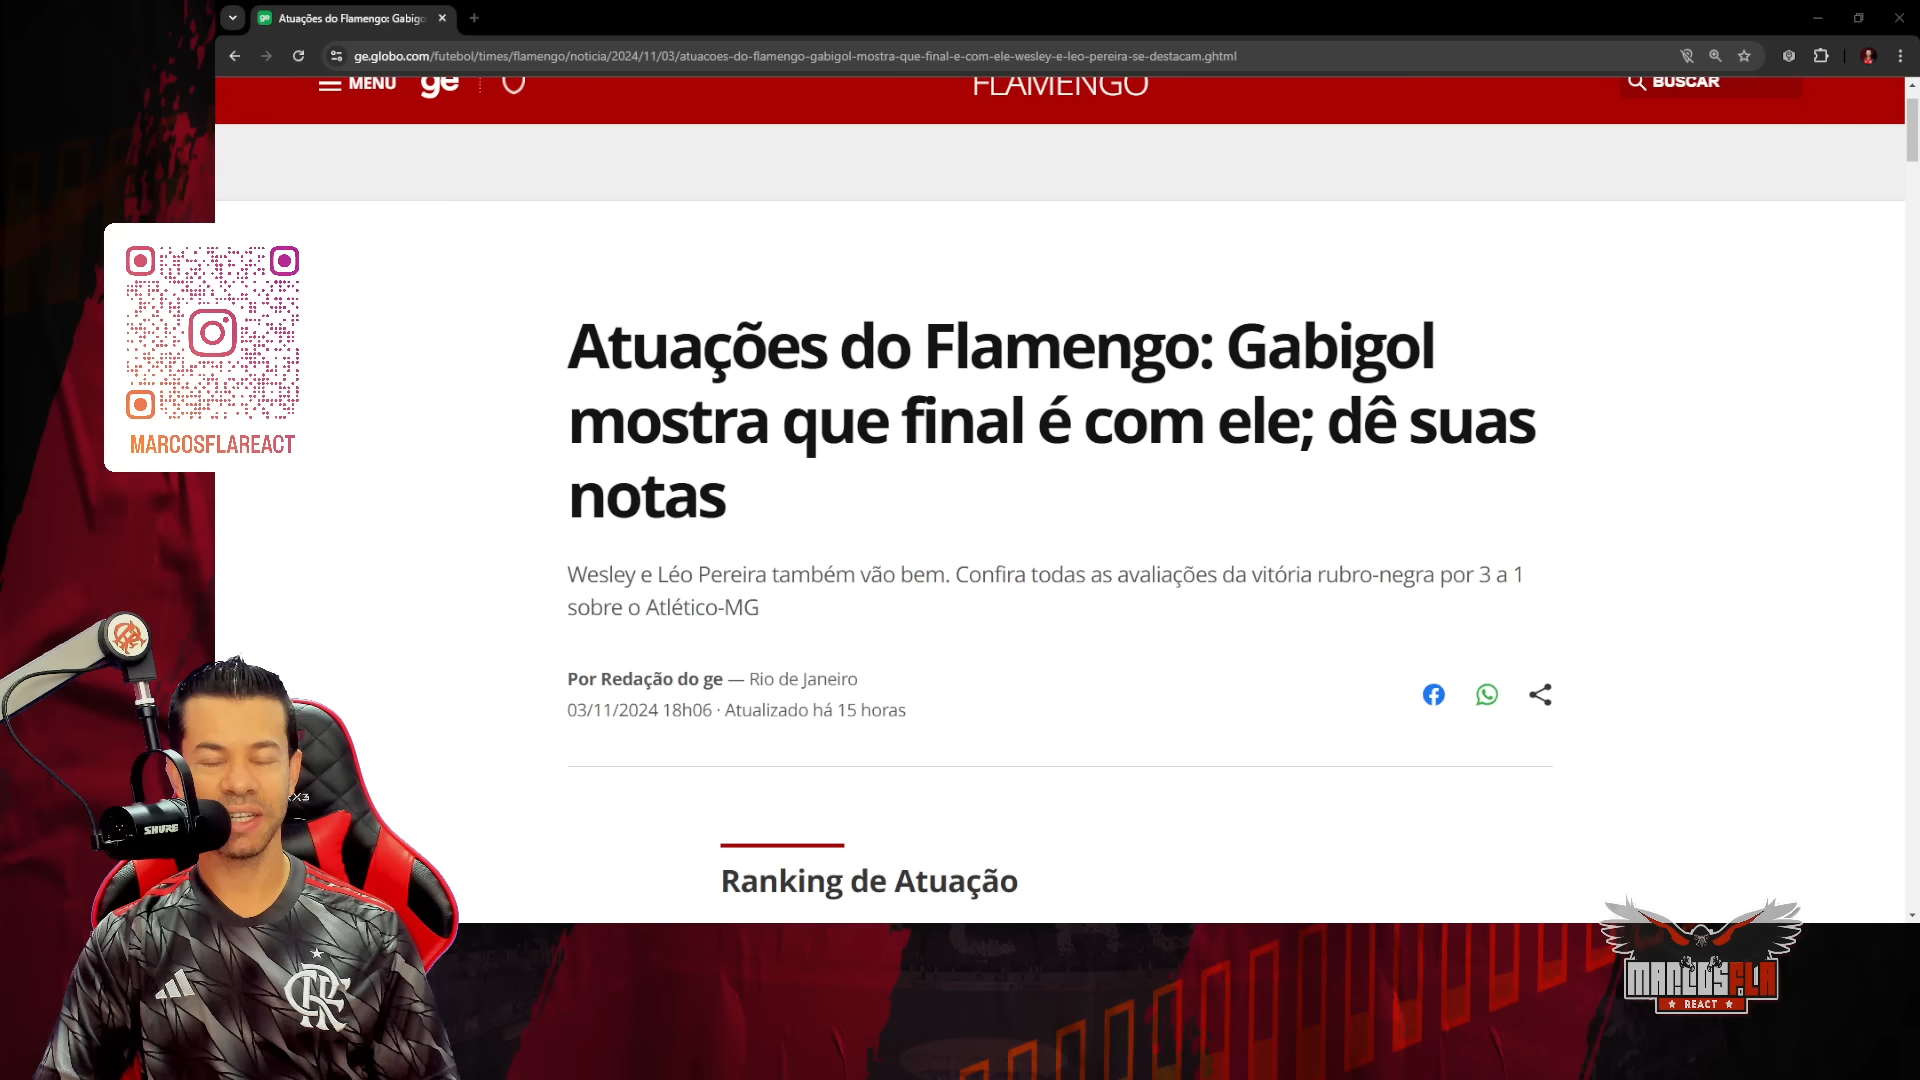 Atuações do Flamengo: Gabigo
ge.globo.com/futebol/times/flamengo/noticia/2024/11/03/atuacoes-do-flamengo-gabigol-mostra-que-final-e-com-ele-wesley-e-leo-pereira-se-destacam.ghtml
MENU ge FLAMENGO BUSCAR
MARCOSFLAREACT
Atuações do Flamengo: Gabigol
mostra que final é com ele; dê suas
notas
Wesley e Léo Pereira também vão bem. Confira todas as avaliações da vitória rubro-negra por 3 a 1
sobre o Atlético-MG
Por Redação do ge — Rio de Janeiro
03/11/2024 18h06 · Atualizado há 15 horas
Ranking de Atuação
SHURE
MARCOSFLA
REACT